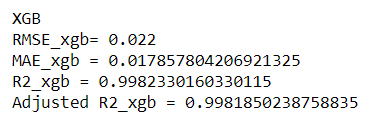 XGB
RMSE_xgb= 0.022
MAE_xgb = 0.017857804206921325
R2_xgb = 0.9982330160330115
Adjusted R2_xgb = 0.9981850238758835